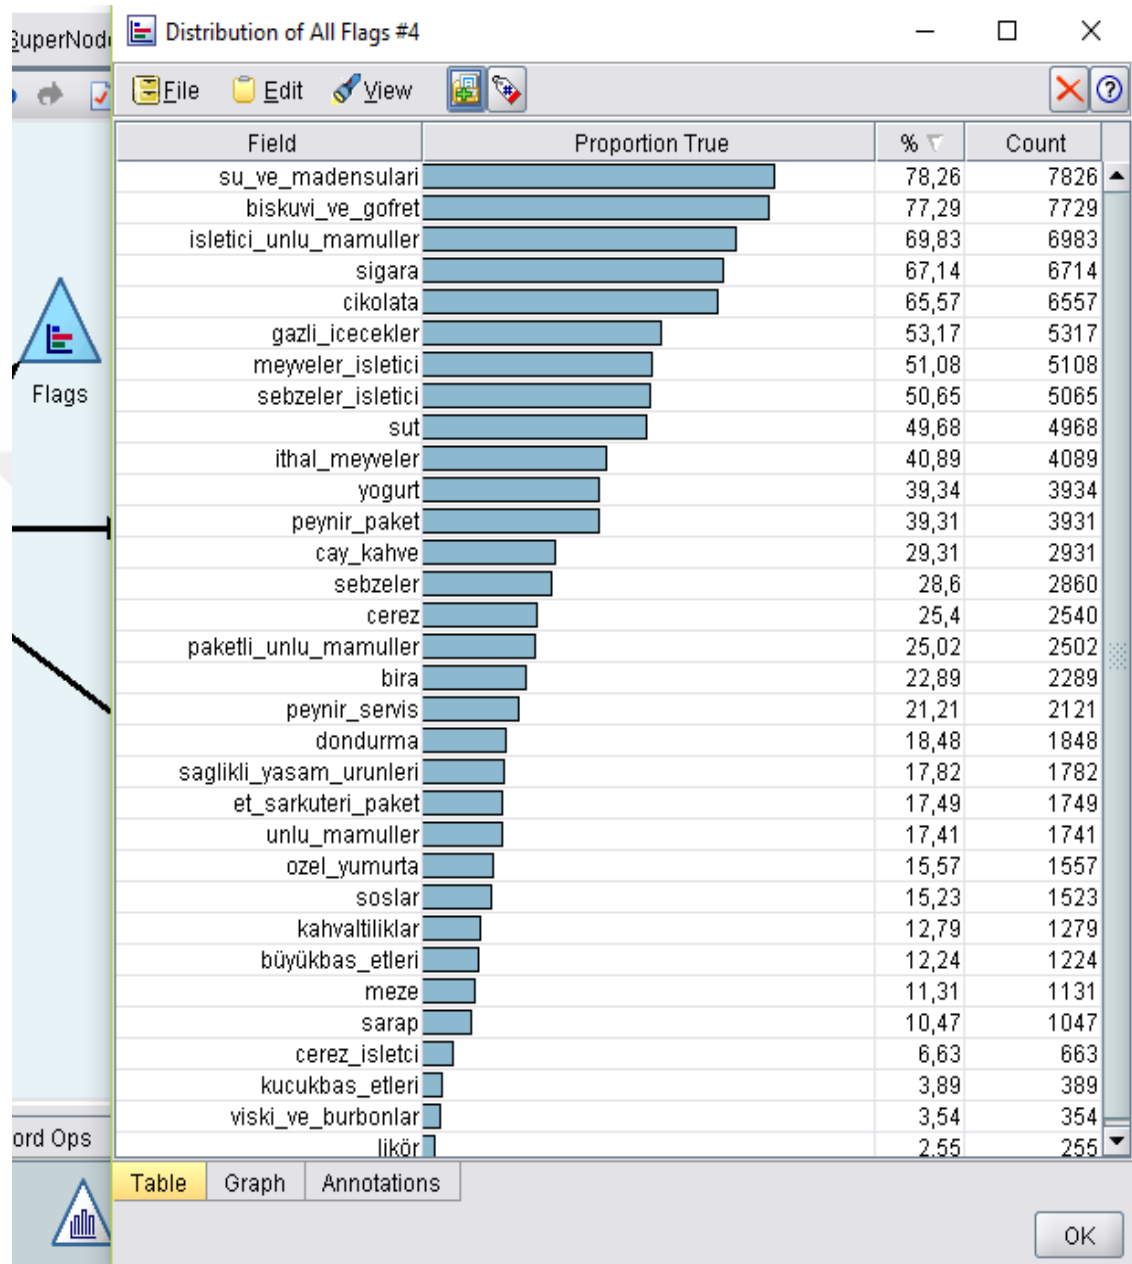 SuperNode
Distribution of All Flags #4
File Edit View
Field Proportion True % Count
su_ve_madensulari 78,26 7826
biskuvi_ve_gofret 77,29 7729
isletici_unlu_mamuller 69,83 6983
sigara 67,14 6714
cikolata 65,57 6557
gazli_icecekler 53,17 5317
meyveler_isletici 51,08 5108
sebzeler_isletici 50,65 5065
sut 49,68 4968
ithal_meyveler 40,89 4089
yogurt 39,34 3934
peynir_paket 39,31 3931
cay_kahve 29,31 2931
sebzeler 28,6 2860
cerez 25,4 2540
paketli_unlu_mamuller 25,02 2502
bira 22,89 2289
peynir_servis 21,21 2121
dondurma 18,48 1848
saglikli_yasam_urunleri 17,82 1782
et_sarkuteri_paket 17,49 1749
unlu_mamuller 17,41 1741
ozel_yumurta 15,57 1557
soslar 15,23 1523
kahvaltiliklar 12,79 1279
büyükbas_etleri 12,24 1224
meze 11,31 1131
sarap 10,47 1047
cerez_isletci 6,63 663
kucukbas_etleri 3,89 389
viski_ve_burbonlar 3,54 354
likör 2,55 255
Flags
ord Ops
Table Graph Annotations
OK